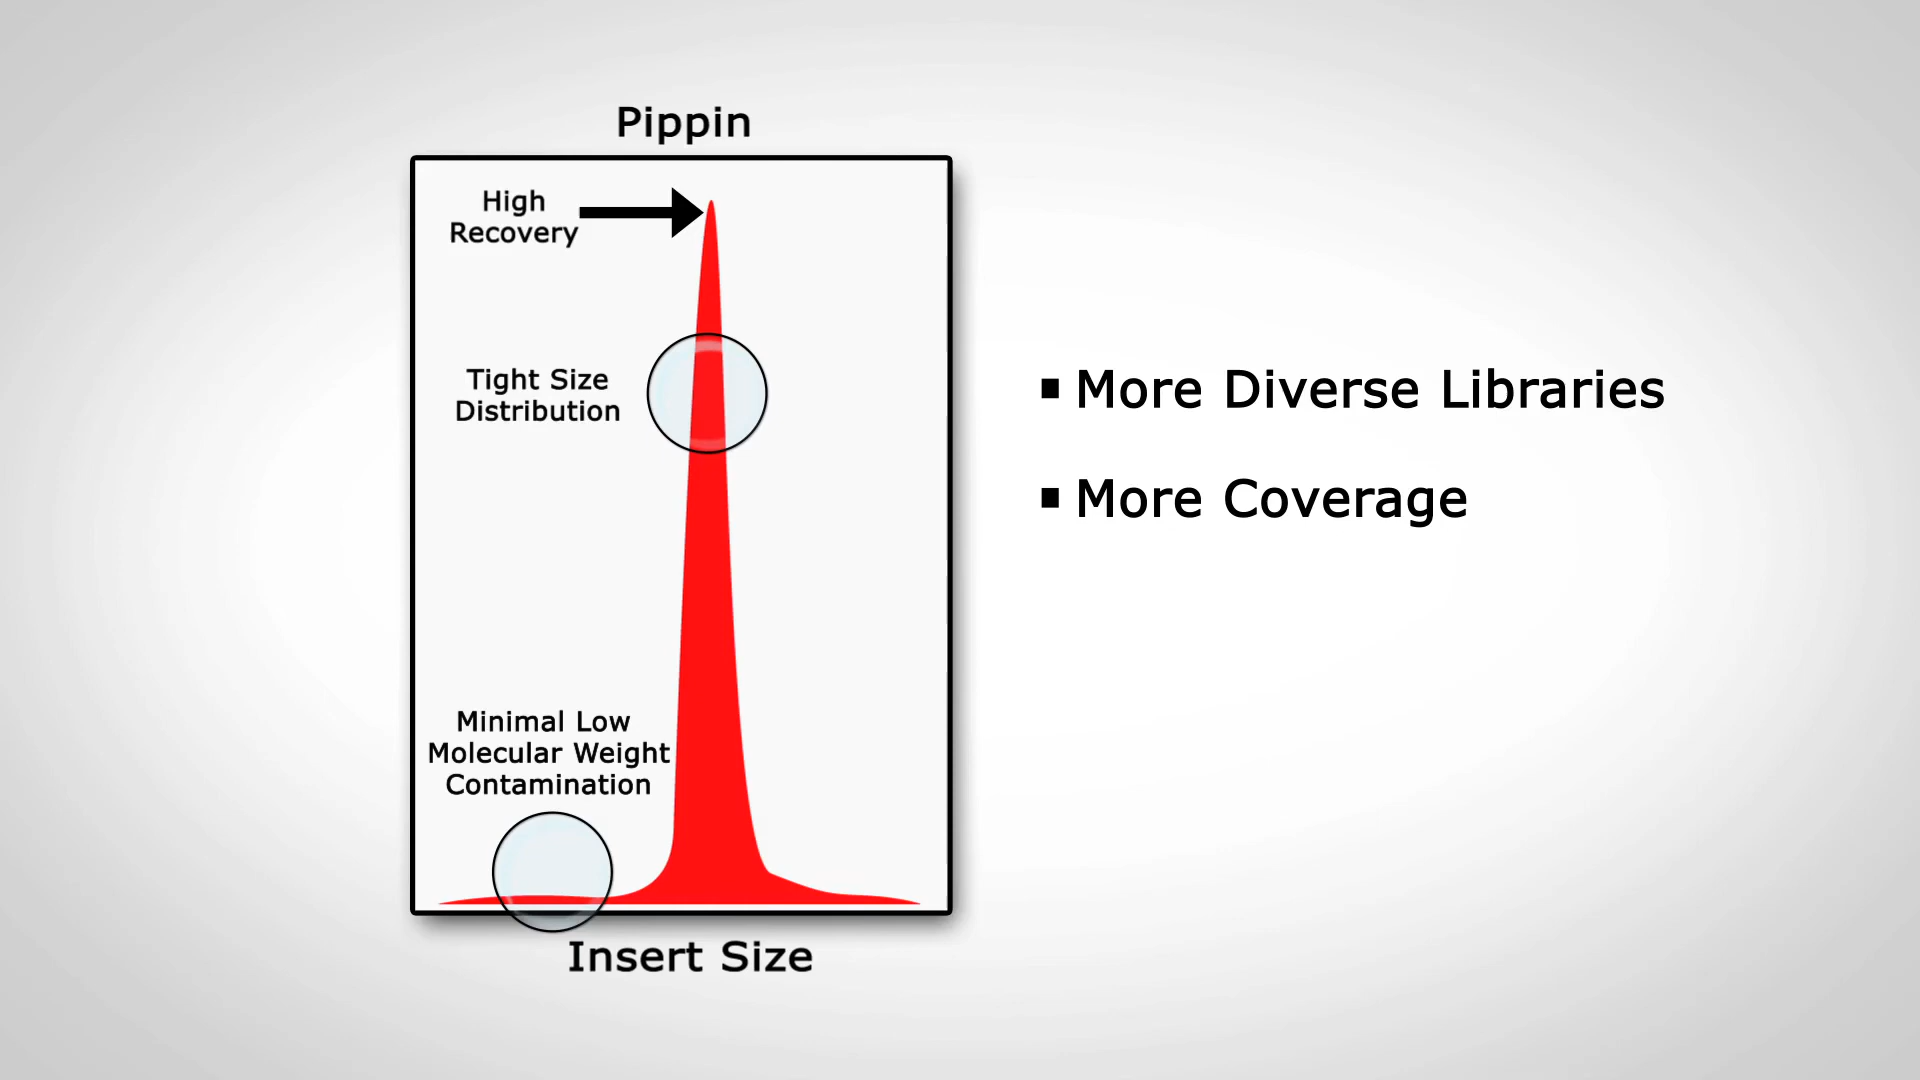 Pippin
High
Recovery
Tight Size
Distribution
Minimal Low
Molecular Weight
Contamination
Insert Size
▪ More Diverse Libraries
▪ More Coverage